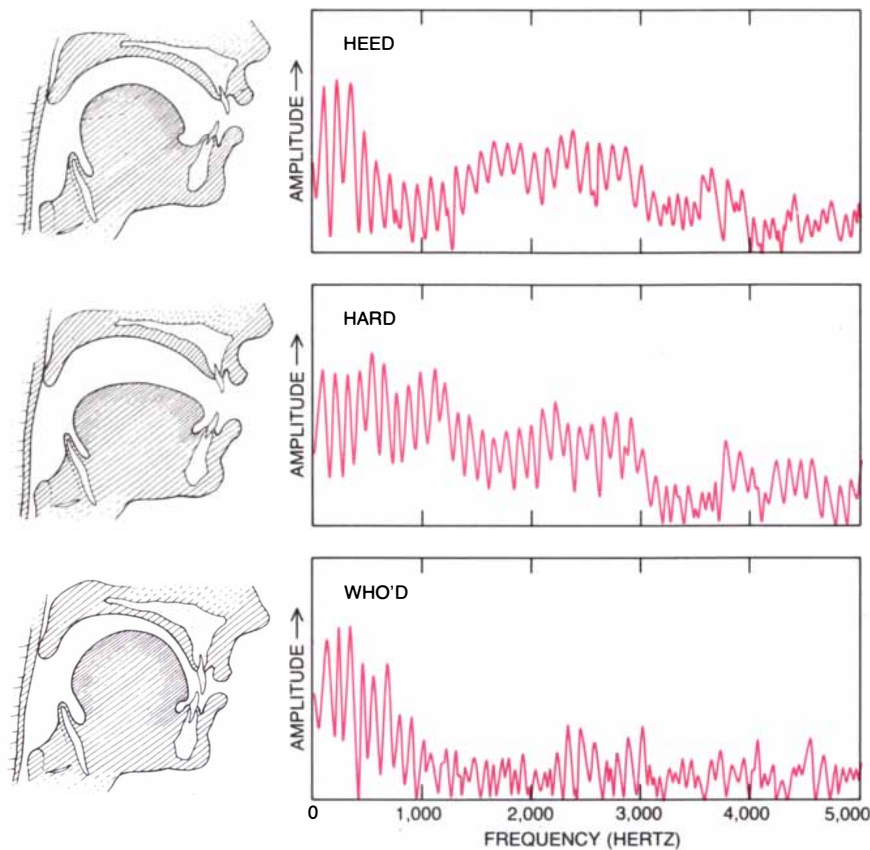 HEED
AMPLITUDE →
HARD
AMPLITUDE →
WHO'D
AMPLITUDE →
0 1,000 2,000 3,000 4,000 5,000
FREQUENCY (HERTZ)